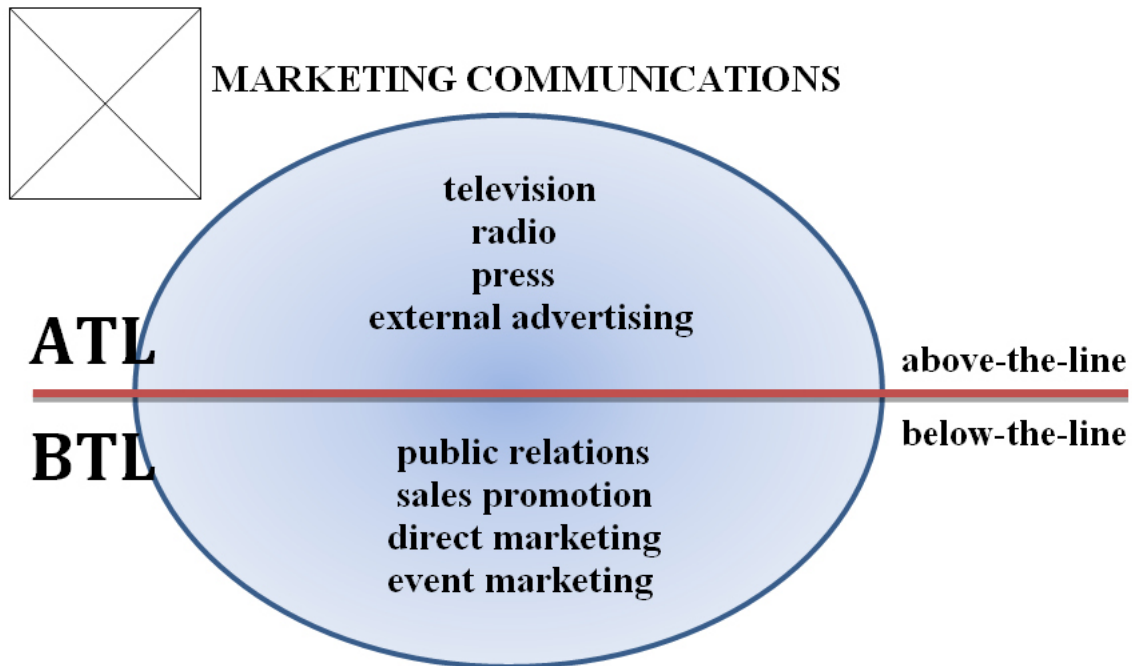 MARKETING COMMUNICATIONS
television
radio
press
external advertising
ATL
above-the-line
BTL
below-the-line
public relations
sales promotion
direct marketing
event marketing